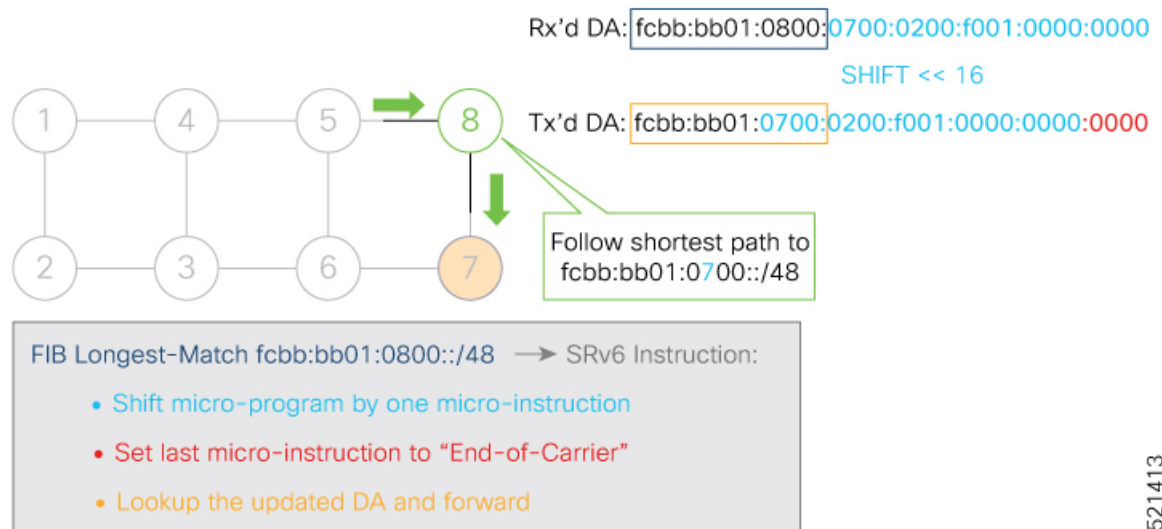 Rx'd DA: fcbb:bb01:0800:0700:0200:f001:0000:0000
SHIFT << 16
Tx'd DA: fcbb:bb01:0700:0200:f001:0000:0000:0000
1
4
5
8
Follow shortest path to
fcbb:bb01:0700::/48
2
3
6
7
FIB Longest-Match fcbb:bb01:0800::/48 → SRv6 Instruction:
• Shift micro-program by one micro-instruction
• Set last micro-instruction to “End-of-Carrier”
• Lookup the updated DA and forward
521413